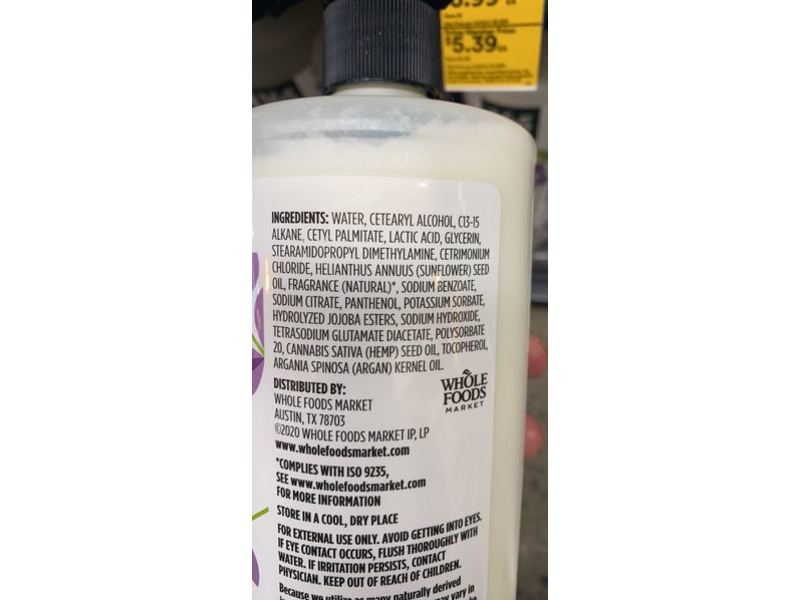 $5.39
INGREDIENTS: WATER, CETEARYL ALCOHOL, C13-15
ALKANE, CETYL PALMITATE, LACTIC ACID, GLYCERIN,
STEARAMIDOPROPYL DIMETHYLAMINE, CETRIMONIUM
CHLORIDE, HELIANTHUS ANNUUS (SUNFLOWER) SEED
OIL, FRAGRANCE (NATURAL)*, SODIUM BENZOATE,
SODIUM CITRATE, PANTHENOL, POTASSIUM SORBATE,
HYDROLYZED JOJOBA ESTERS, SODIUM HYDROXIDE,
TETRASODIUM GLUTAMATE DIACETATE, POLYSORBATE
20, CANNABIS SATIVA (HEMP) SEED OIL, TOCOPHEROL,
ARGANIA SPINOSA (ARGAN) KERNEL OIL.
DISTRIBUTED BY:
WHOLE FOODS MARKET
AUSTIN, TX 78703
©2020 WHOLE FOODS MARKET IP, LP
www.wholefoodsmarket.com
WHOLE
FOODS
MARKET
*COMPLIES WITH ISO 9235,
SEE www.wholefoodsmarket.com
FOR MORE INFORMATION
STORE IN A COOL, DRY PLACE
FOR EXTERNAL USE ONLY. AVOID GETTING INTO EYES.
IF EYE CONTACT OCCURS, FLUSH THOROUGHLY WITH
WATER. IF IRRITATION PERSISTS, CONTACT
PHYSICIAN. KEEP OUT OF REACH OF CHILDREN.
Because we utilize as many naturally derived
may vary in